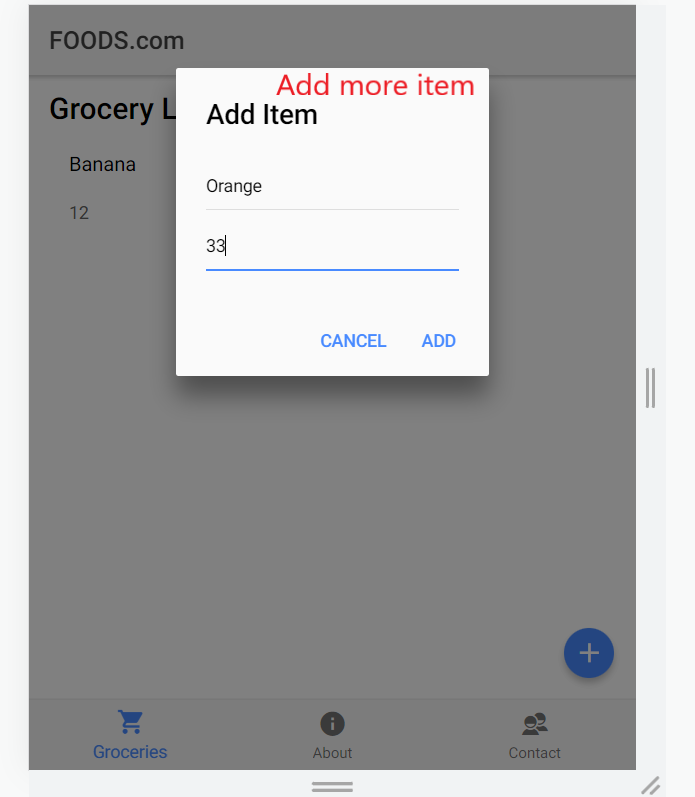 FOODS.com
Add more item
Grocery L
Add Item
Banana
Orange
12
33
CANCEL ADD
Groceries About Contact